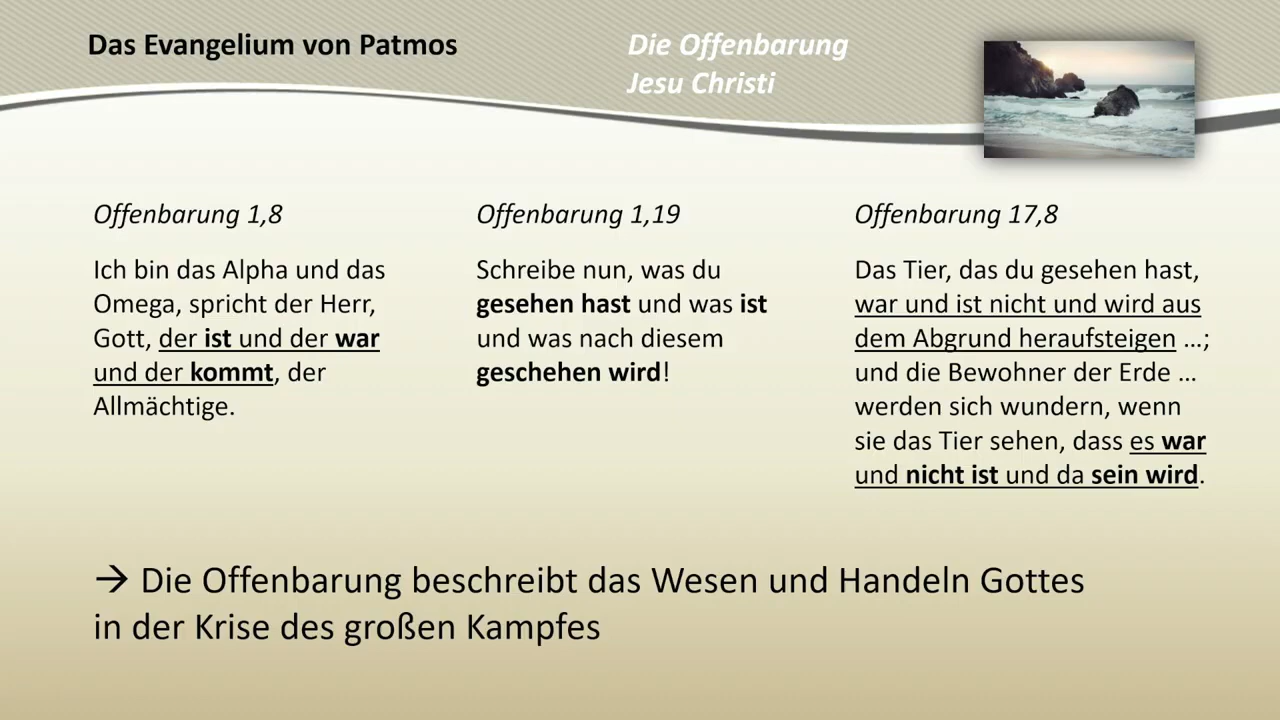 Das Evangelium von Patmos
Die Offenbarung
Jesu Christi
Offenbarung 1,8
Ich bin das Alpha und das
Omega, spricht der Herr,
Gott, der ist und der war
und der kommt, der
Allmächtige.
Offenbarung 1,19
Schreibe nun, was du
gesehen hast und was ist
und was nach diesem
geschehen wird!
Offenbarung 17,8
Das Tier, das du gesehen hast,
war und ist nicht und wird aus
dem Abgrund heraufsteigen …;
und die Bewohner der Erde …
werden sich wundern, wenn
sie das Tier sehen, dass es war
und nicht ist und da sein wird.
→ Die Offenbarung beschreibt das Wesen und Handeln Gottes
in der Krise des großen Kampfes